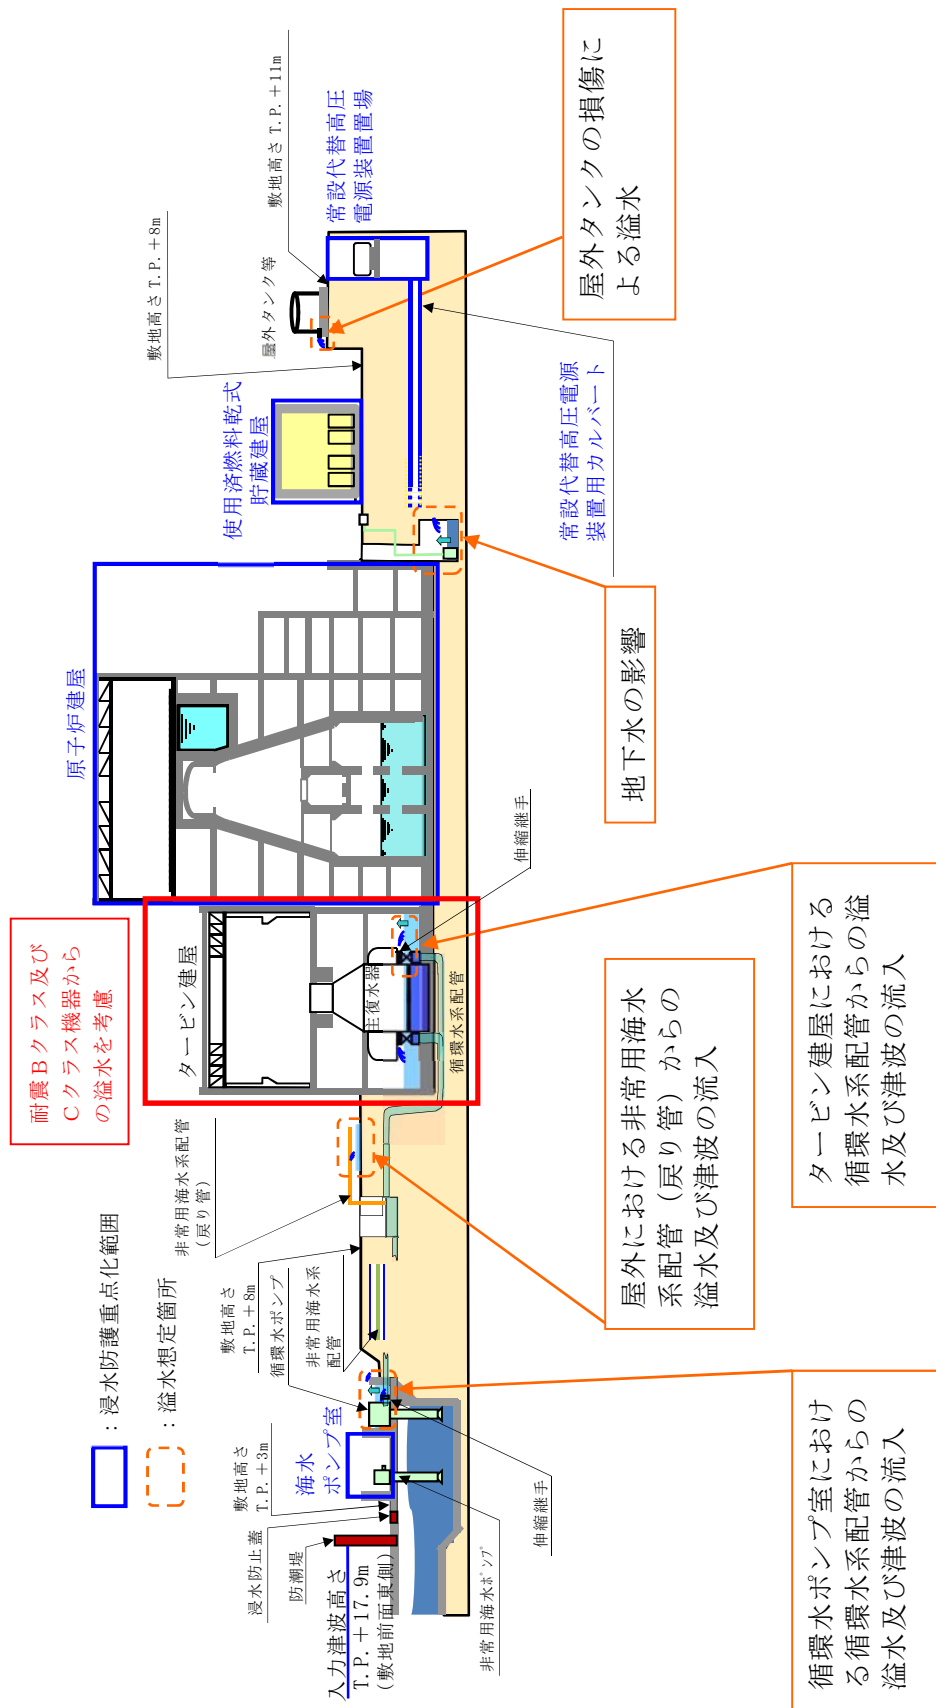 耐震Bクラス及び
Cクラス機器から
の溢水を考慮
:浸水防護重点化範囲
:溢水想定箇所
入力津波高さ
T.P.+17.9m
(敷地前面東側)
防潮堤
浸水防止蓋
敷地高さ
T.P.+3m
海水
ポンプ室
非常用海水ポンプ
伸縮継手
循環水ポンプ
敷地高さ
T.P.+8m
非常用海水系
配管
非常用海水系配管
(戻り管)
タービン建屋
主復水器
循環水系配管
伸縮継手
原子炉建屋
使用済燃料乾式
貯蔵建屋
敷地高さT.P.+8m
屋外タンク等
敷地高さT.P.+11m
常設代替高圧
電源装置置場
常設代替高圧電源
装置用カルバート
循環水ポンプ室におけ
る循環水系配管からの
溢水及び津波の流入
屋外における非常用海水
系配管(戻り管)からの
溢水及び津波の流入
タービン建屋における
循環水系配管からの溢
水及び津波の流入
地下水の影響
屋外タンクの損傷に
よる溢水